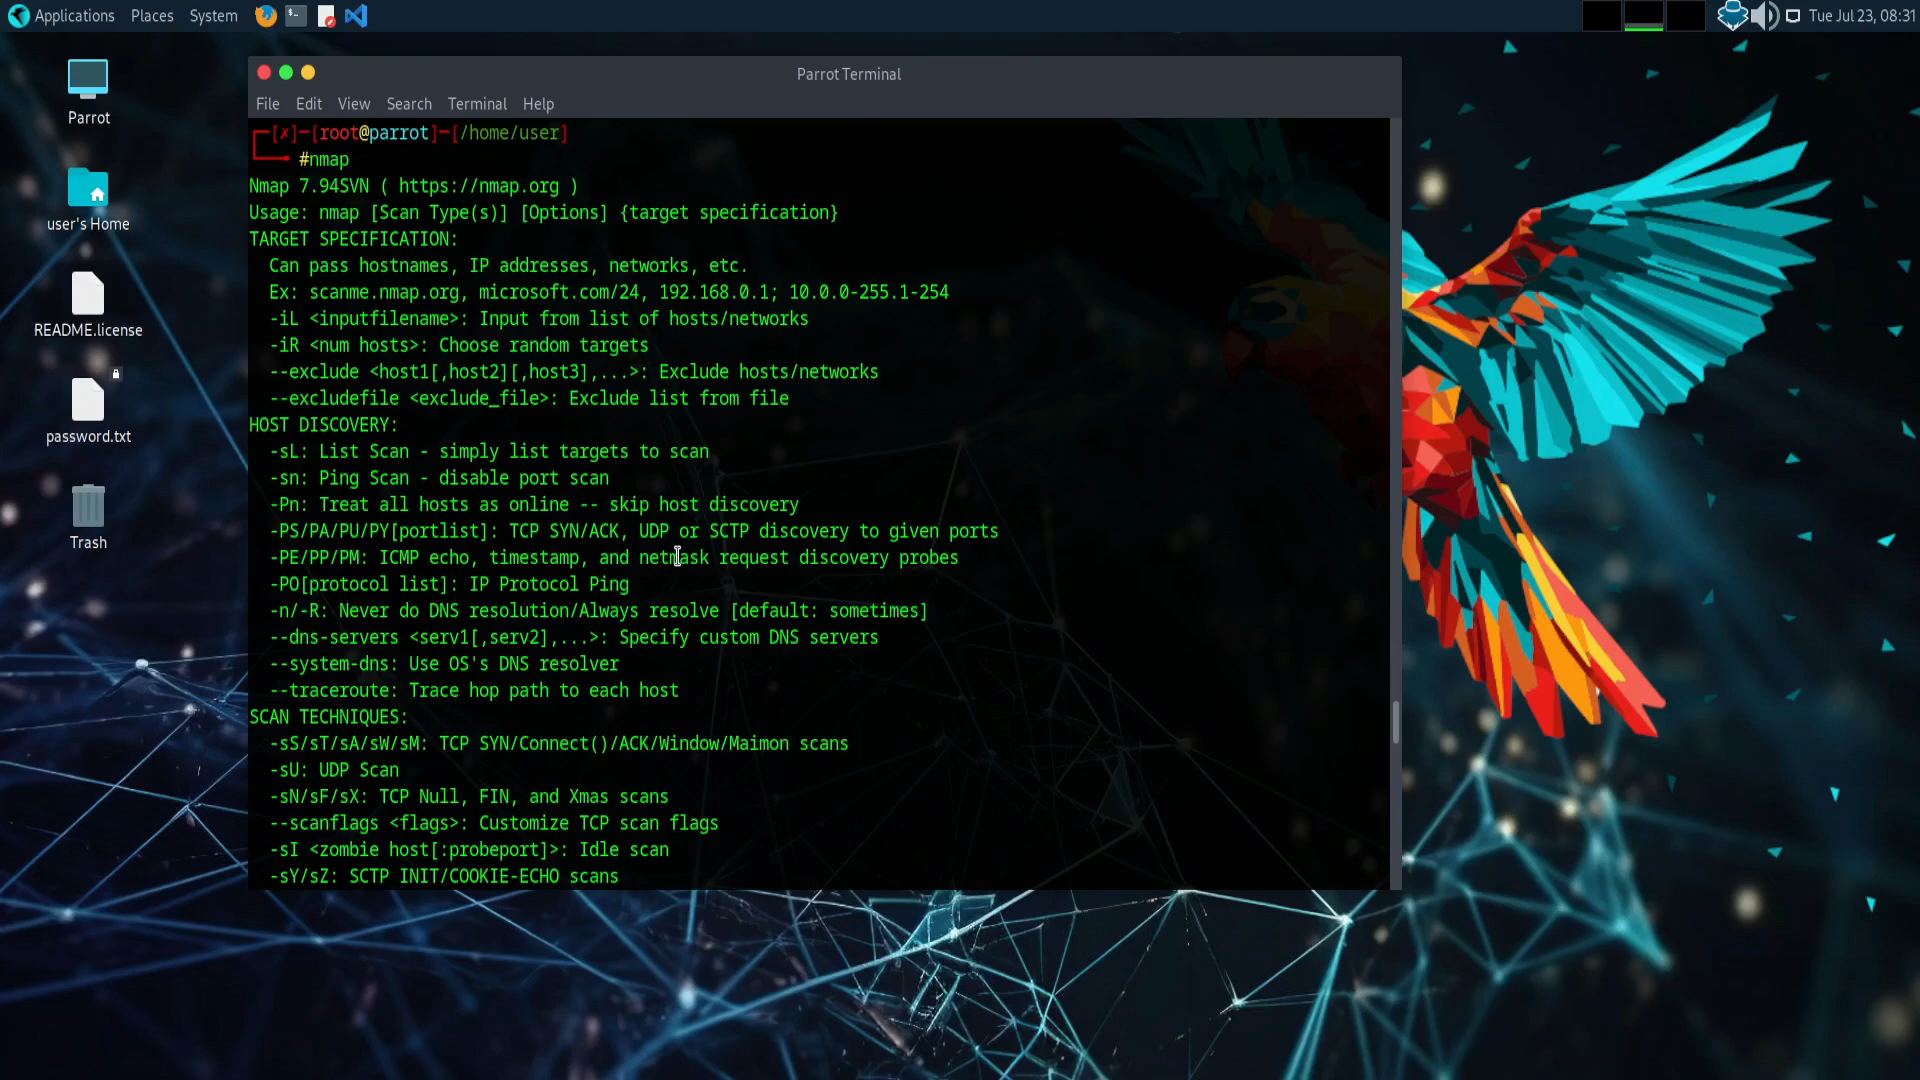 Applications Places System Tue Jul 23, 08:31
Parrot
user's Home
README.license
password.txt
Trash
Parrot Terminal
File Edit View Search Terminal Help
┌─[✗]─[root@parrot]─[/home/user]
└──╼ #nmap
Nmap 7.94SVN ( https://nmap.org )
Usage: nmap [Scan Type(s)] [Options] {target specification}
TARGET SPECIFICATION:
  Can pass hostnames, IP addresses, networks, etc.
  Ex: scanme.nmap.org, microsoft.com/24, 192.168.0.1; 10.0.0-255.1-254
  -iL <inputfilename>: Input from list of hosts/networks
  -iR <num hosts>: Choose random targets
  --exclude <host1[,host2][,host3],...>: Exclude hosts/networks
  --excludefile <exclude_file>: Exclude list from file
HOST DISCOVERY:
  -sL: List Scan - simply list targets to scan
  -sn: Ping Scan - disable port scan
  -Pn: Treat all hosts as online -- skip host discovery
  -PS/PA/PU/PY[portlist]: TCP SYN/ACK, UDP or SCTP discovery to given ports
  -PE/PP/PM: ICMP echo, timestamp, and netmask request discovery probes
  -PO[protocol list]: IP Protocol Ping
  -n/-R: Never do DNS resolution/Always resolve [default: sometimes]
  --dns-servers <serv1[,serv2],...>: Specify custom DNS servers
  --system-dns: Use OS's DNS resolver
  --traceroute: Trace hop path to each host
SCAN TECHNIQUES:
  -sS/sT/sA/sW/sM: TCP SYN/Connect()/ACK/Window/Maimon scans
  -sU: UDP Scan
  -sN/sF/sX: TCP Null, FIN, and Xmas scans
  --scanflags <flags>: Customize TCP scan flags
  -sI <zombie host[:probeport]>: Idle scan
  -sY/sZ: SCTP INIT/COOKIE-ECHO scans